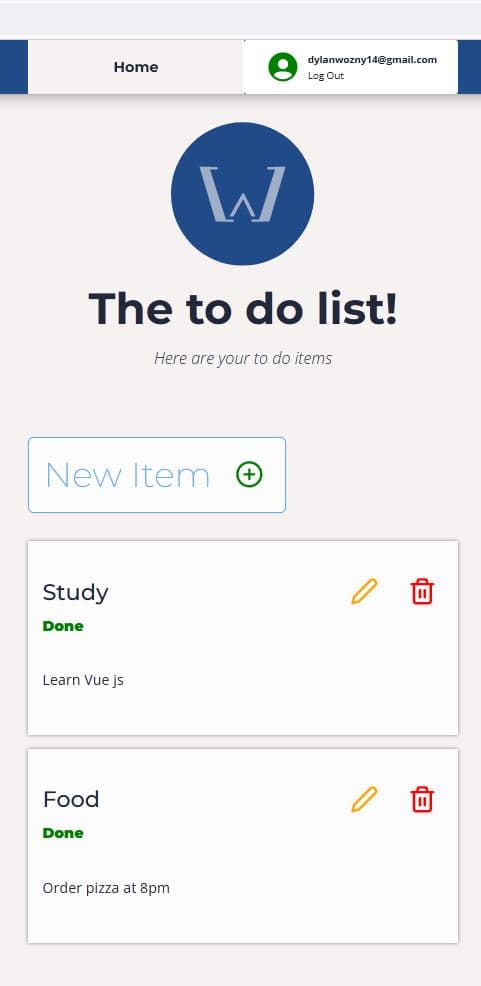 Home
dylanwozny14@gmail.com
Log Out
W
The to do list!
Here are your to do items
New Item
Study
Done
Learn Vue js
Food
Done
Order pizza at 8pm